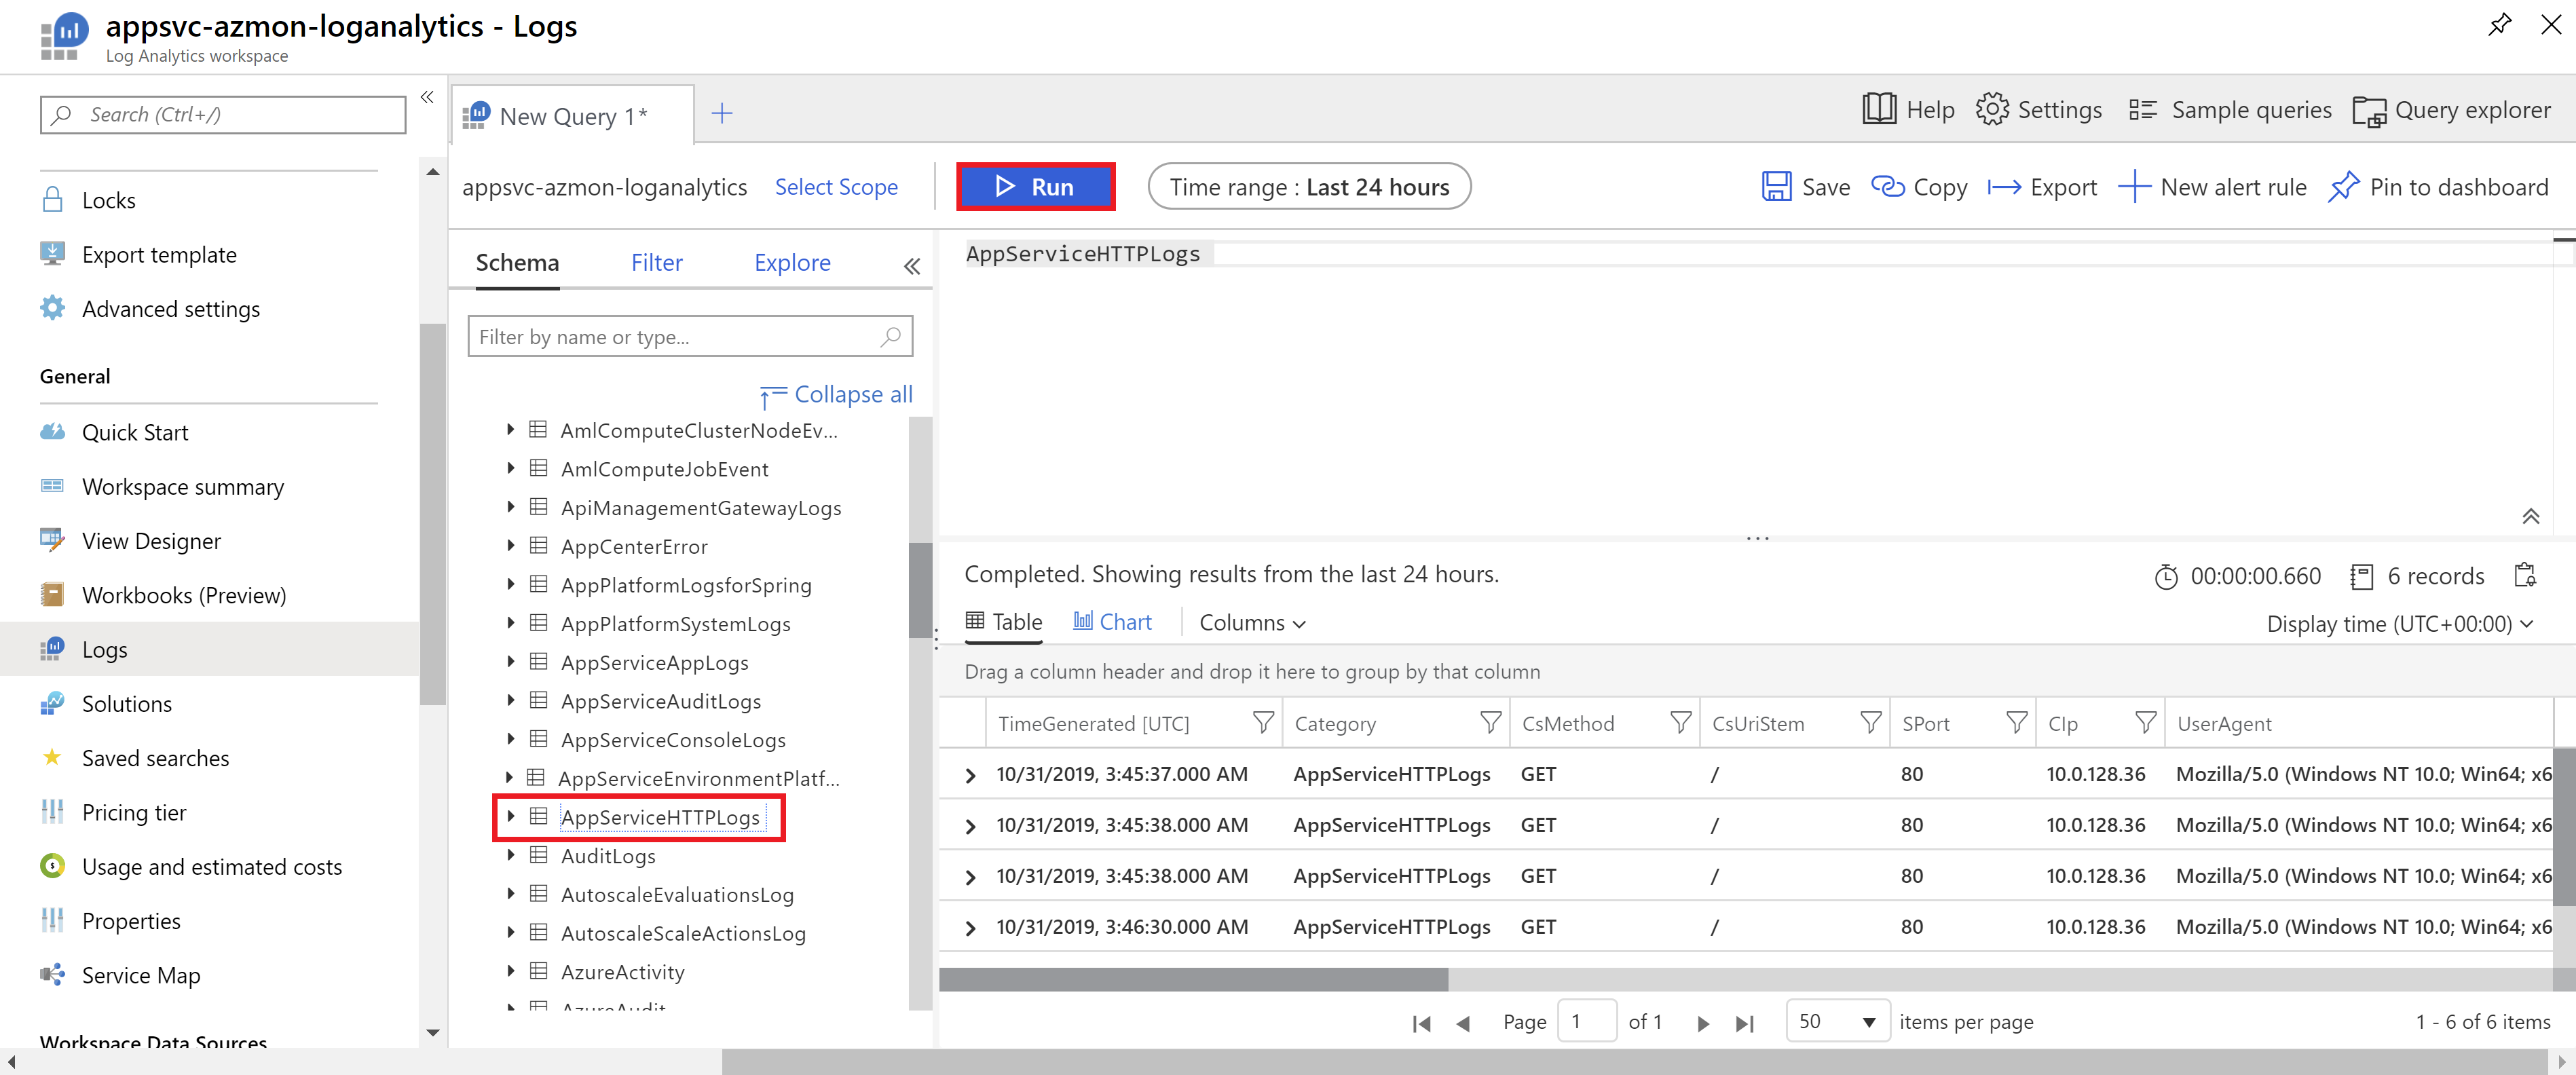 appsvc-azmon-loganalytics - Logs
Log Analytics workspace
Search (Ctrl+/)
Locks
Export template
Advanced settings
General
Quick Start
Workspace summary
View Designer
Workbooks (Preview)
Logs
Solutions
Saved searches
Pricing tier
Usage and estimated costs
Properties
Service Map
Workspace Data Sources
New Query 1*
Help Settings Sample queries Query explorer
appsvc-azmon-loganalytics Select Scope Run Time range : Last 24 hours Save Copy Export New alert rule Pin to dashboard
Schema Filter Explore
Filter by name or type...
Collapse all
AmlComputeClusterNodeEv...
AmlComputeJobEvent
ApiManagementGatewayLogs
AppCenterError
AppPlatformLogsforSpring
AppPlatformSystemLogs
AppServiceAppLogs
AppServiceAuditLogs
AppServiceConsoleLogs
AppServiceEnvironmentPlatf...
AppServiceHTTPLogs
AuditLogs
AutoscaleEvaluationsLog
AutoscaleScaleActionsLog
AzureActivity
AzureAudit
AppServiceHTTPLogs
Completed. Showing results from the last 24 hours. 00:00:00.660 6 records
Table Chart Columns Display time (UTC+00:00)
Drag a column header and drop it here to group by that column
TimeGenerated [UTC] Category CsMethod CsUriStem SPort CIp UserAgent
10/31/2019, 3:45:37.000 AM AppServiceHTTPLogs GET / 80 10.0.128.36 Mozilla/5.0 (Windows NT 10.0; Win64; x6
10/31/2019, 3:45:38.000 AM AppServiceHTTPLogs GET / 80 10.0.128.36 Mozilla/5.0 (Windows NT 10.0; Win64; x6
10/31/2019, 3:45:38.000 AM AppServiceHTTPLogs GET / 80 10.0.128.36 Mozilla/5.0 (Windows NT 10.0; Win64; x6
10/31/2019, 3:46:30.000 AM AppServiceHTTPLogs GET / 80 10.0.128.36 Mozilla/5.0 (Windows NT 10.0; Win64; x6
Page 1 of 1 50 items per page 1 - 6 of 6 items